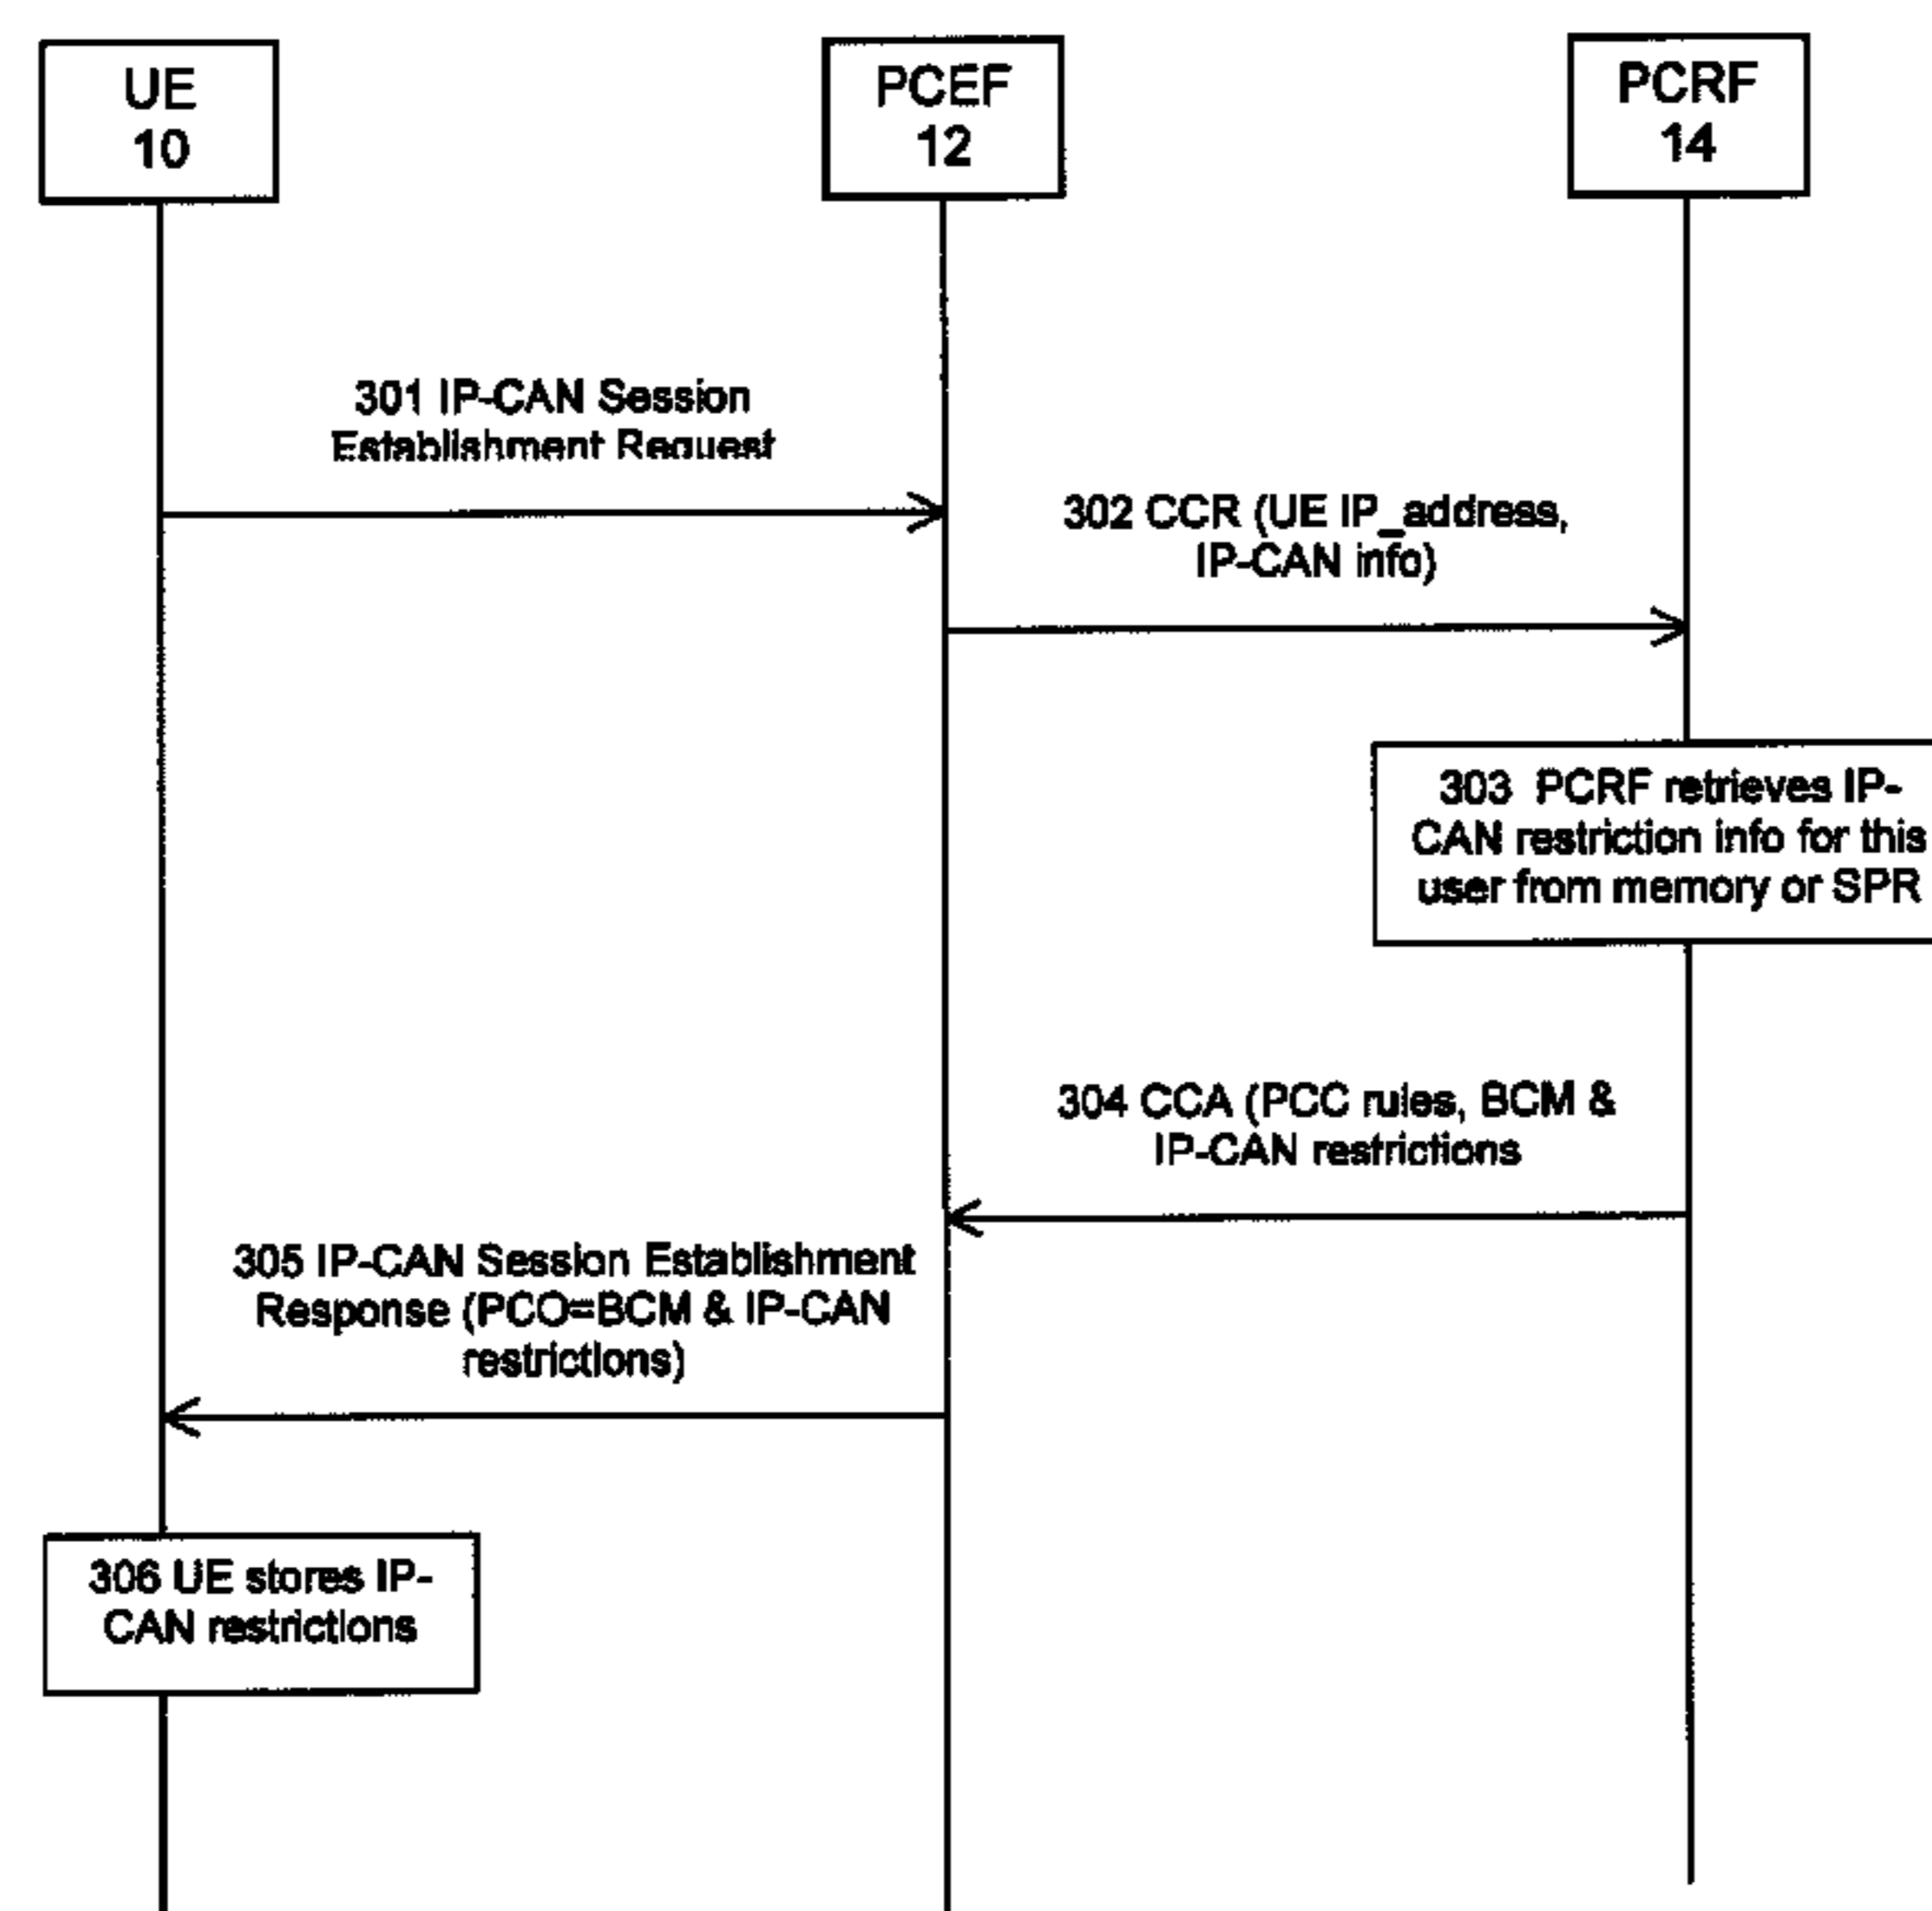 UE
10
PCEF
12
PCRF
14
301 IP-CAN Session
Establishment Request
302 CCR (UE IP_address,
IP-CAN info)
303 PCRF retrieves IP-
CAN restriction info for this
user from memory or SPR
304 CCA (PCC rules, BCM &
IP-CAN restrictions
305 IP-CAN Session Establishment
Response (PCO=BCM & IP-CAN
restrictions)
306 UE stores IP-
CAN restrictions